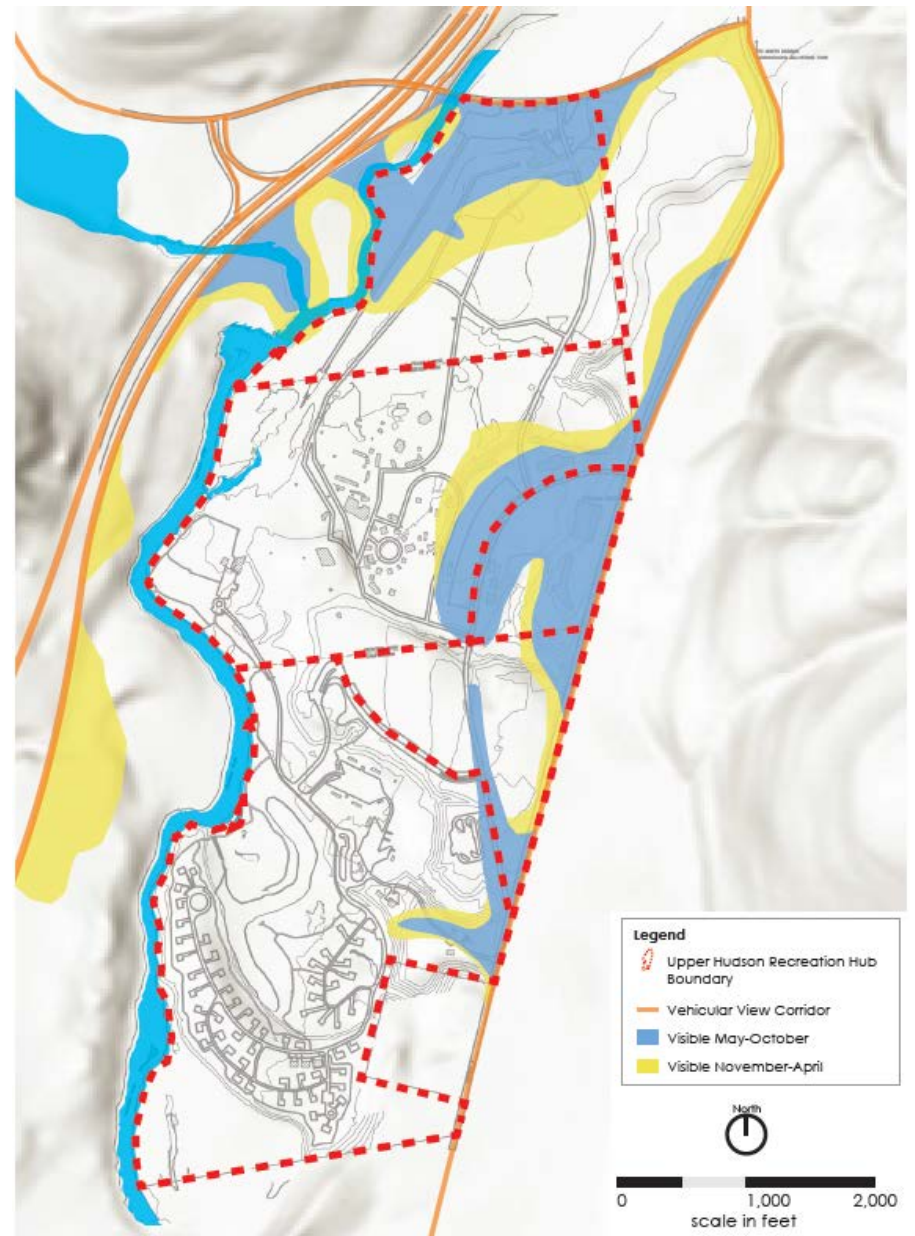 Legend
Upper Hudson Recreation Hub
Boundary
Vehicular View Corridor
Visible May-October
Visible November-April
North
0
1,000
2,000
scale in feet